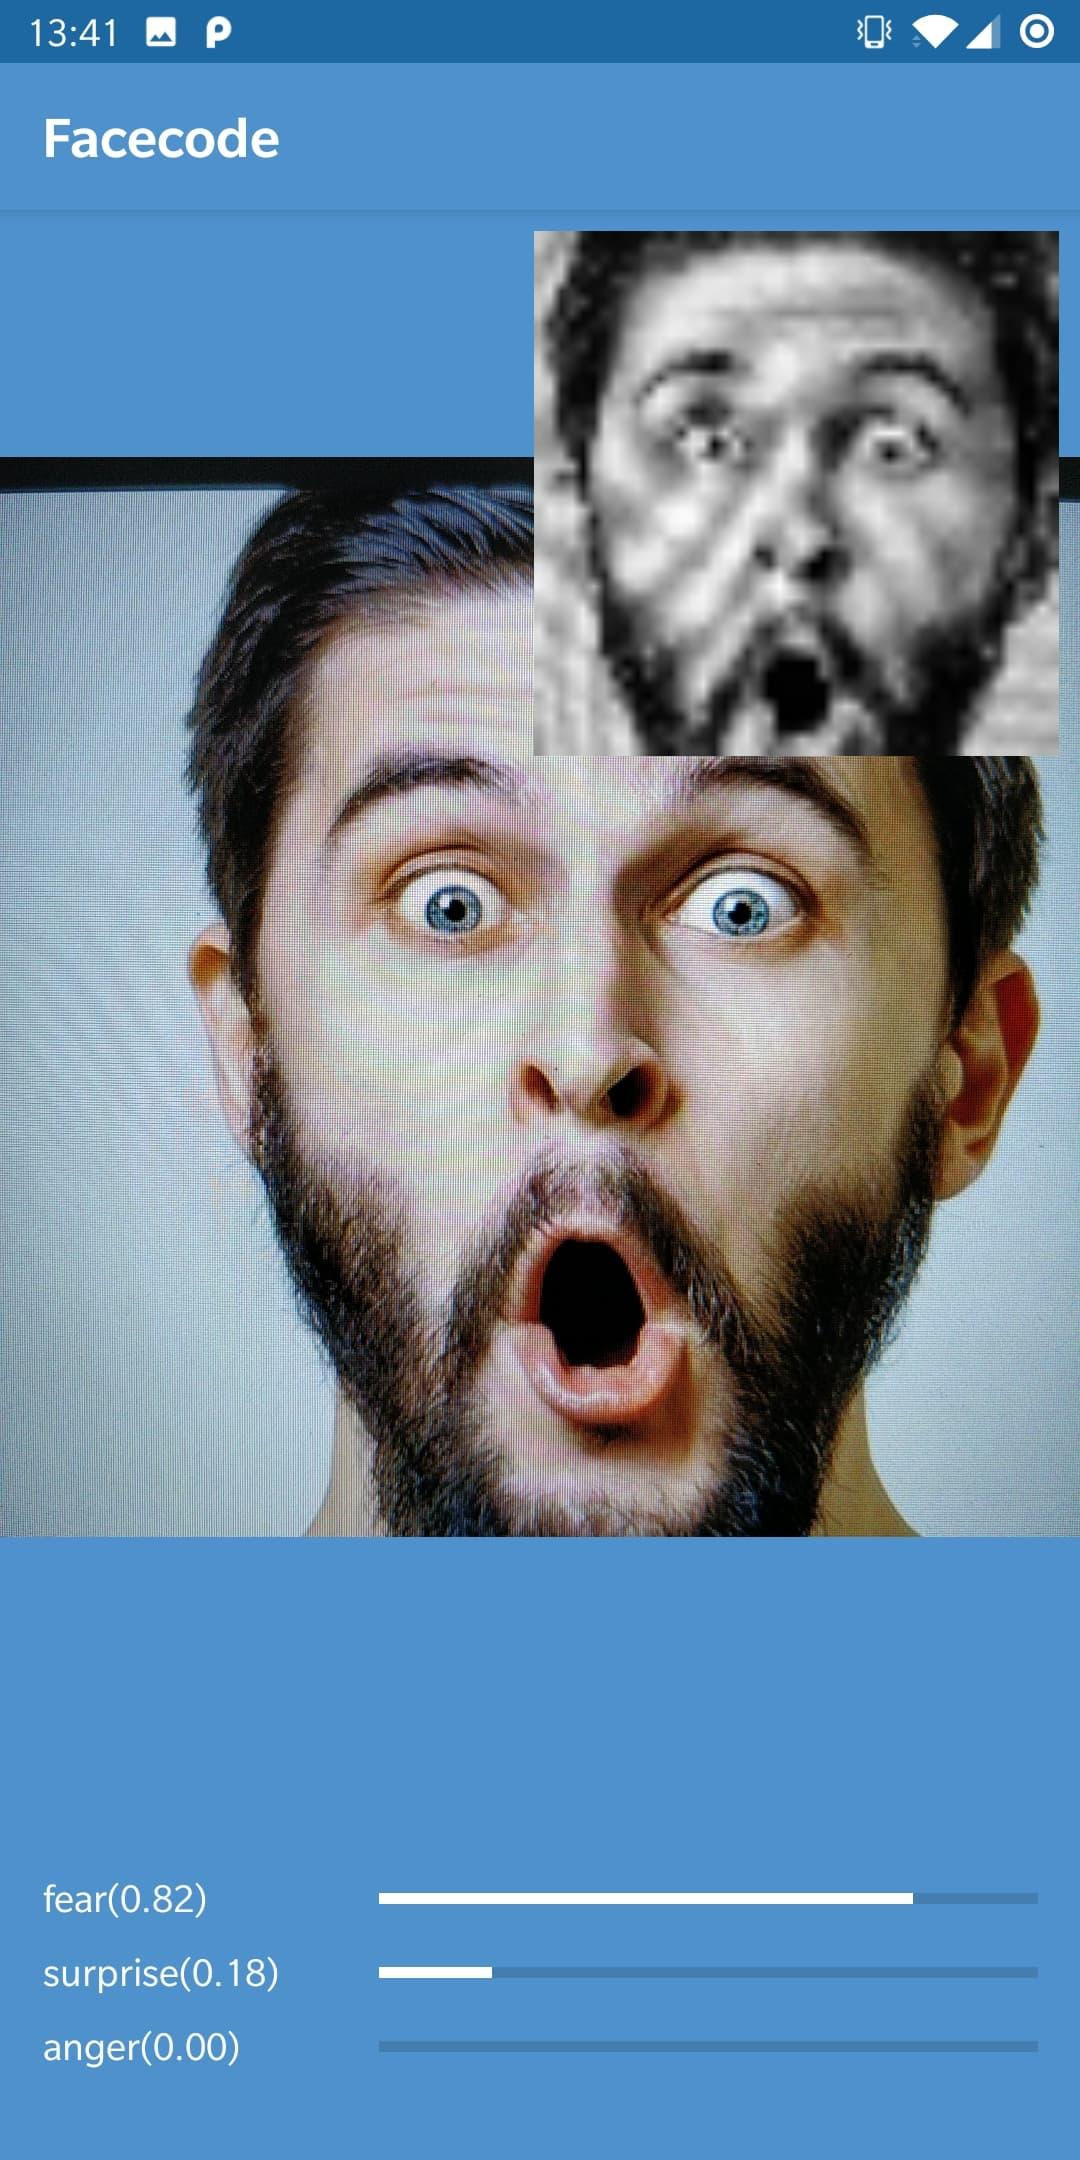 13:41
Facecode
fear(0.82)
surprise(0.18)
anger(0.00)